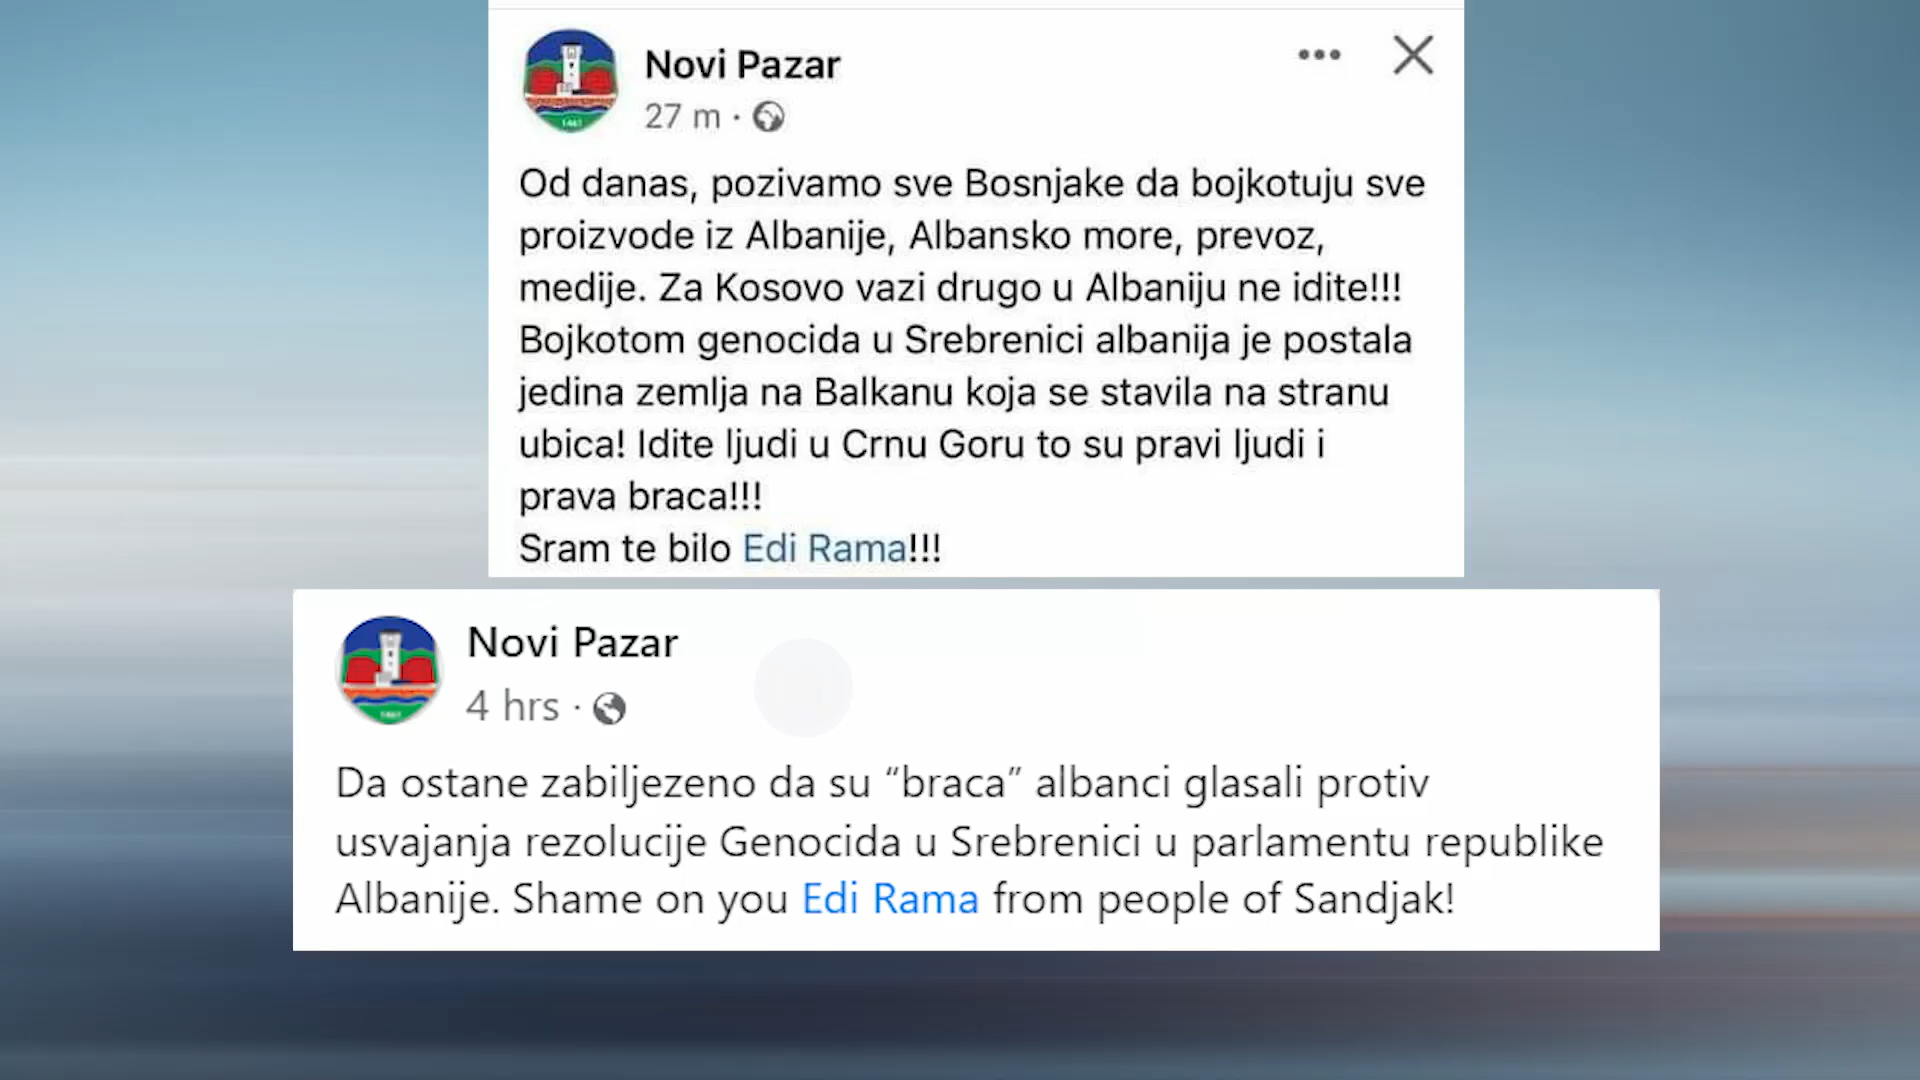 Novi Pazar
27 m ·
Od danas, pozivamo sve Bosnjake da bojkotuju sve
proizvode iz Albanije, Albansko more, prevoz,
medije. Za Kosovo vazi drugo u Albaniju ne idite!!!
Bojkotom genocida u Srebrenici albanija je postala
jedina zemlja na Balkanu koja se stavila na stranu
ubica! Idite ljudi u Crnu Goru to su pravi ljudi i
prava braca!!!
Sram te bilo Edi Rama!!!
Novi Pazar
4 hrs ·
Da ostane zabiljezeno da su “braca” albanci glasali protiv
usvajanja rezolucije Genocida u Srebrenici u parlamentu republike
Albanije. Shame on you Edi Rama from people of Sandjak!